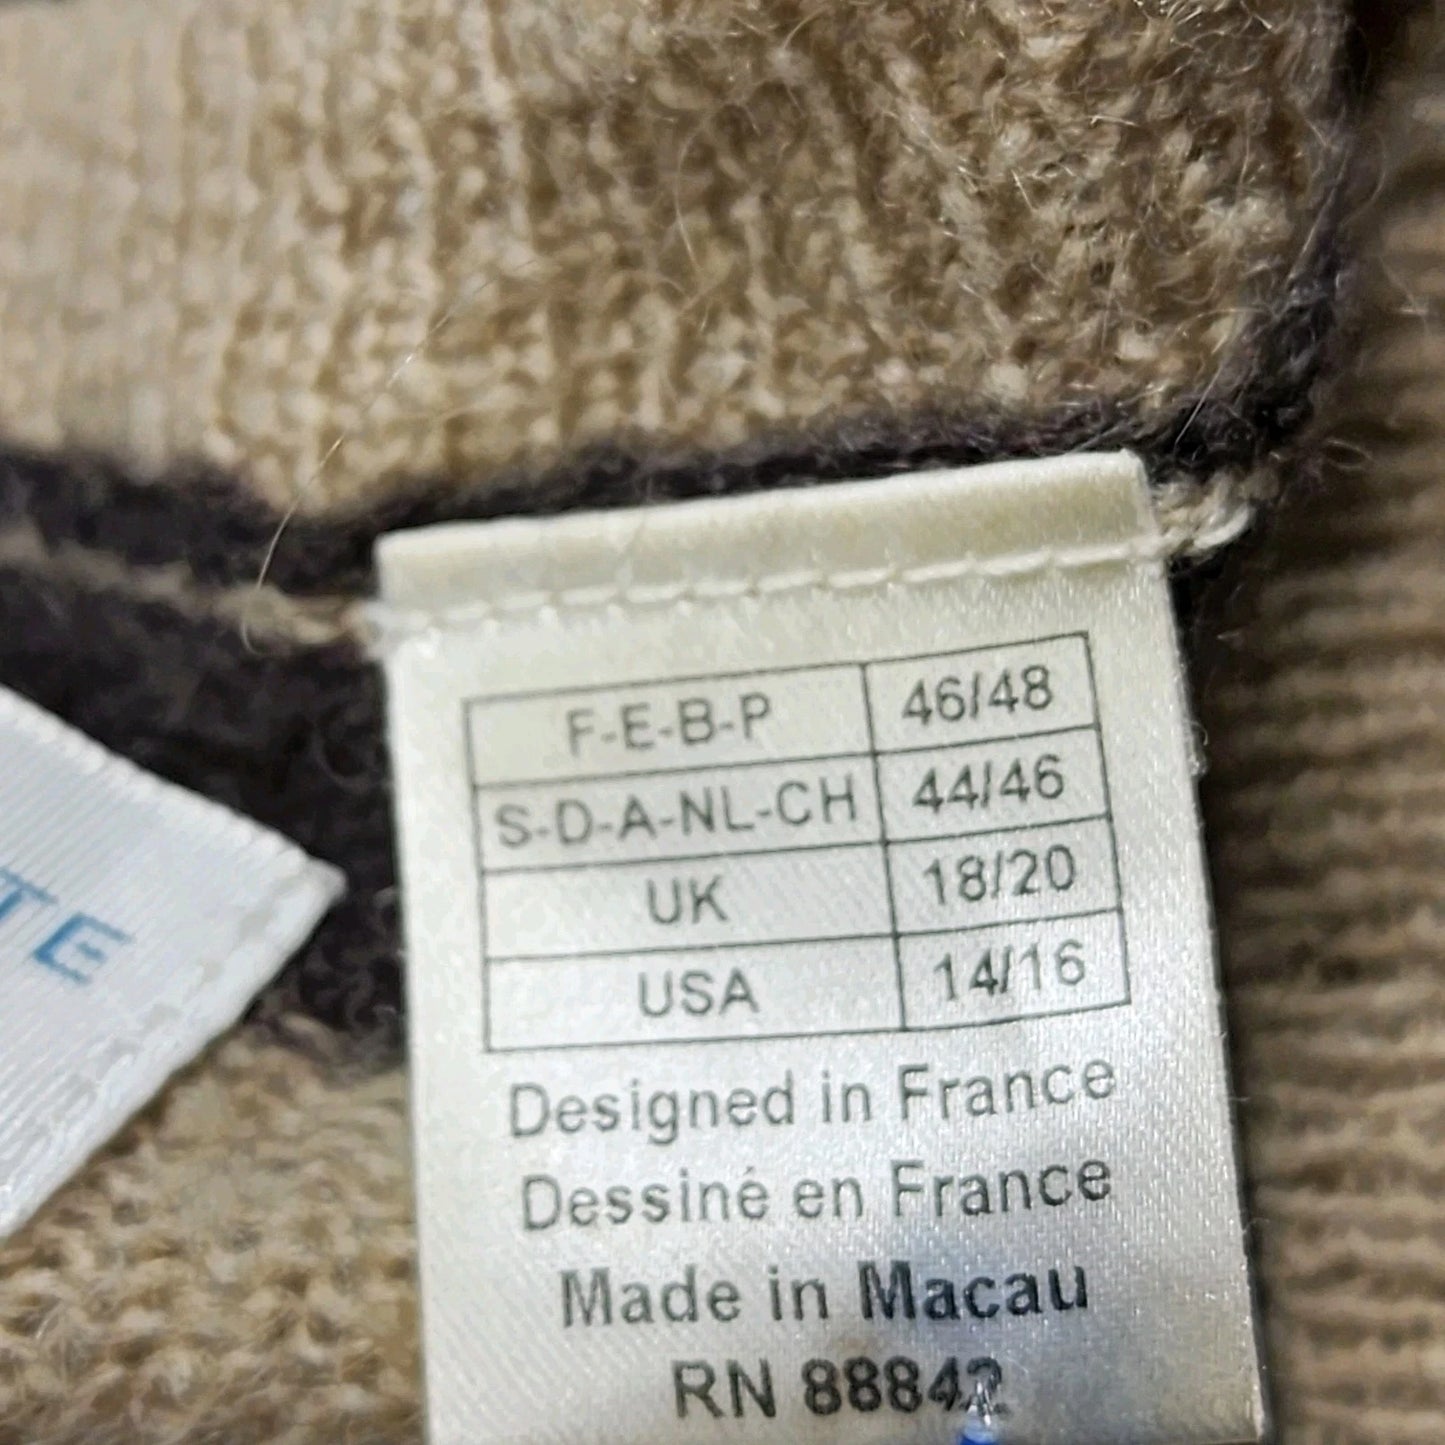 F-E-B-P 46/48
S-D-A-NL-CH 44/46
UK 18/20
USA 14/16
Designed in France
Dessiné en France
Made in Macau
RN 88842
TE